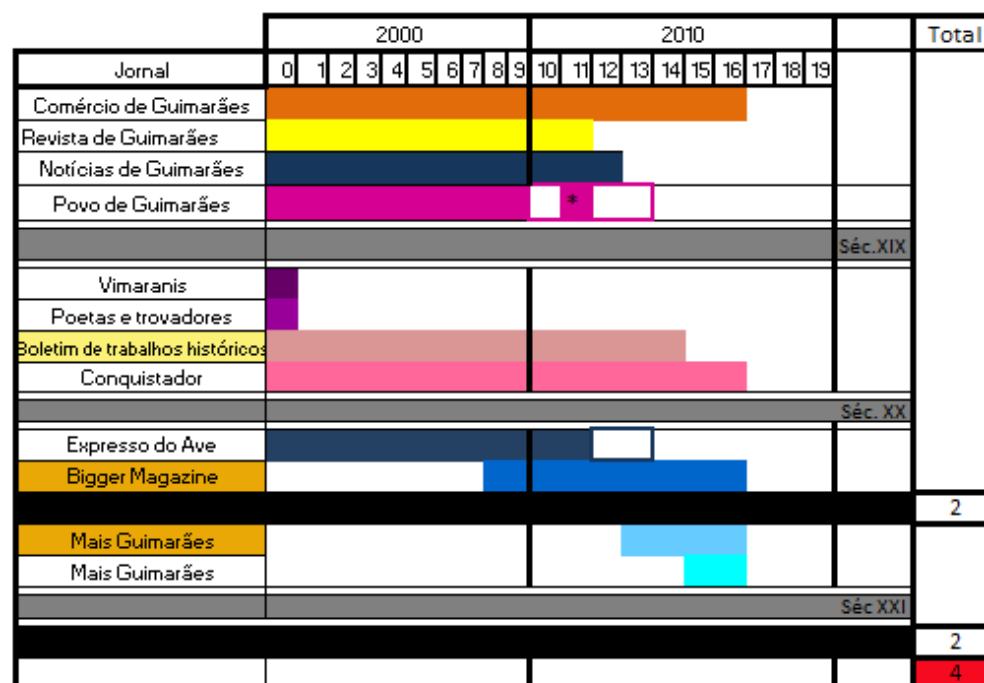 2000 2010 Total
Jornal 0 1 2 3 4 5 6 7 8 9 10 11 12 13 14 15 16 17 18 19
Comércio de Guimarães
Revista de Guimarães
Notícias de Guimarães
Povo de Guimarães *
Séc.XIX
Vimaranis
Poetas e trovadores
Boletim de trabalhos históricos
Conquistador
Séc. XX
Expresso do Ave
Bigger Magazine
2
Mais Guimarães
Mais Guimarães
Séc XXI
2
4